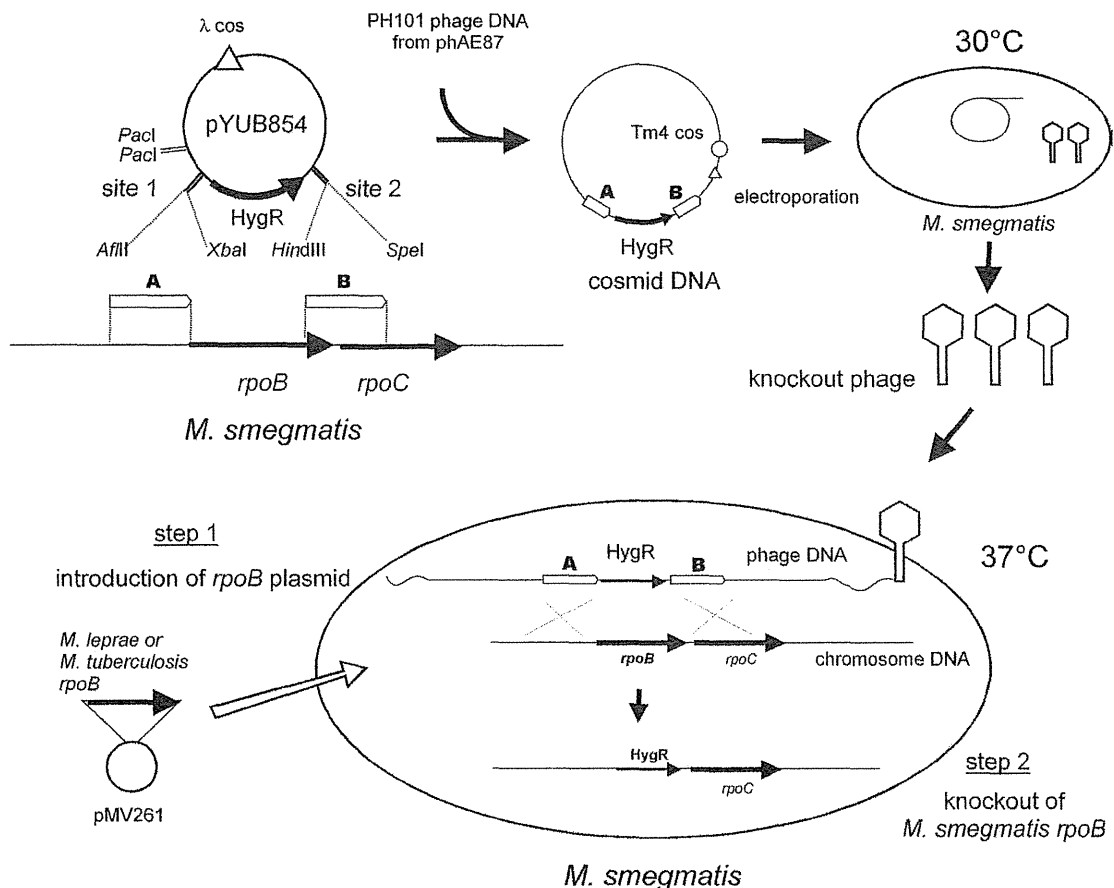 λ cos
PH101 phage DNA
from phAE87
30°C
pYUB854
PacI
PacI
site 1
site 2
HygR
AflII
XbaI
HindIII
SpeI
Tm4 cos
A
B
HygR
cosmid DNA
electroporation
M. smegmatis
A
B
rpoB
rpoC
M. smegmatis
knockout phage
step 1
introduction of rpoB plasmid
M. leprae or
M. tuberculosis
rpoB
pMV261
37°C
A
HygR
B
phage DNA
rpoB
rpoC
chromosome DNA
HygR
rpoC
step 2
knockout of
M. smegmatis rpoB
M. smegmatis